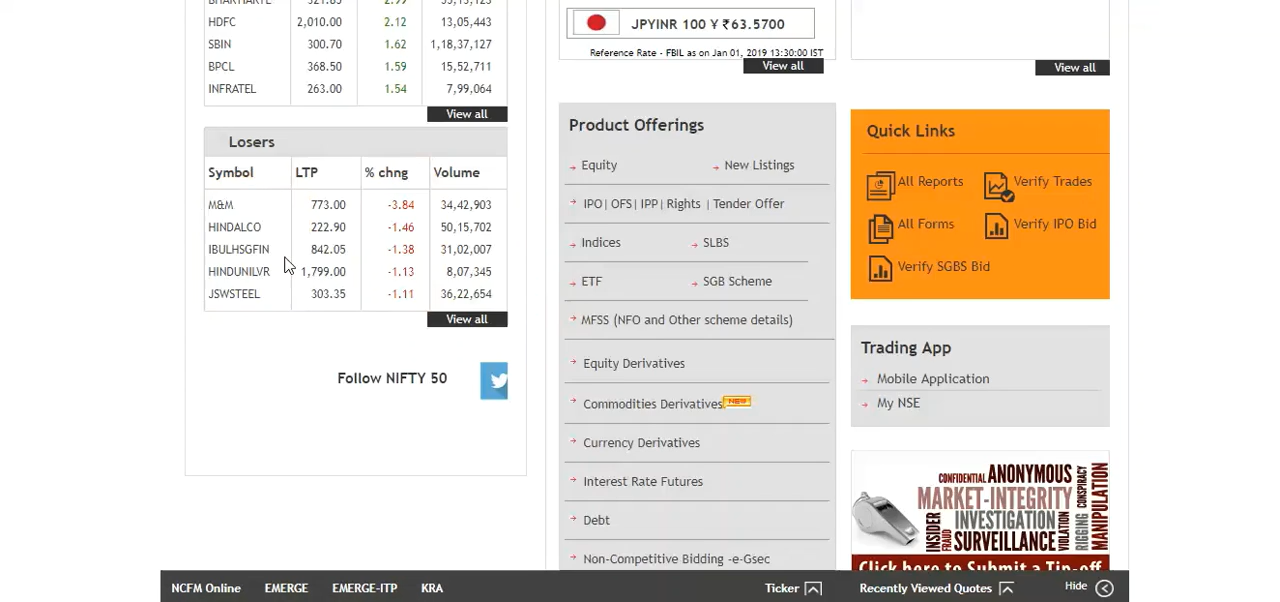 HDFC 2,010.00 2.12 13,05,443
SBIN 300.70 1.62 1,18,37,127
BPCL 368.50 1.59 15,52,711
INFRATEL 263.00 1.54 7,99,064
View all
Losers
Symbol LTP % chng Volume
M&M 773.00 -3.84 34,42,903
HINDALCO 222.90 -1.46 50,15,702
IBULHSGFIN 842.05 -1.38 31,02,007
HINDUNILVR 1,799.00 -1.13 8,07,345
JSWSTEEL 303.35 -1.11 36,22,654
View all
Follow NIFTY 50
JPYINR 100 ¥ ₹63.5700
Reference Rate - FBIL as on Jan 01, 2019 13:30:00 IST
View all
Product Offerings
Equity New Listings
IPO| OFS| IPP| Rights | Tender Offer
Indices SLBS
ETF SGB Scheme
MFSS (NFO and Other scheme details)
Equity Derivatives
Commodities Derivatives NEW
Currency Derivatives
Interest Rate Futures
Debt
Non-Competitive Bidding -e-Gsec
View all
Quick Links
All Reports Verify Trades
All Forms Verify IPO Bid
Verify SGBS Bid
Trading App
Mobile Application
My NSE
CONFIDENTIAL ANONYMOUS
MARKET-INTEGRITY
INVESTIGATION
SURVEILLANCE
INSIDER
FRAUD
VIOLATION
RIGGING
CONSPIRACY
MANIPULATION
Click here to Submit a Tip-off
NCFM Online EMERGE EMERGE-ITP KRA Ticker Recently Viewed Quotes Hide